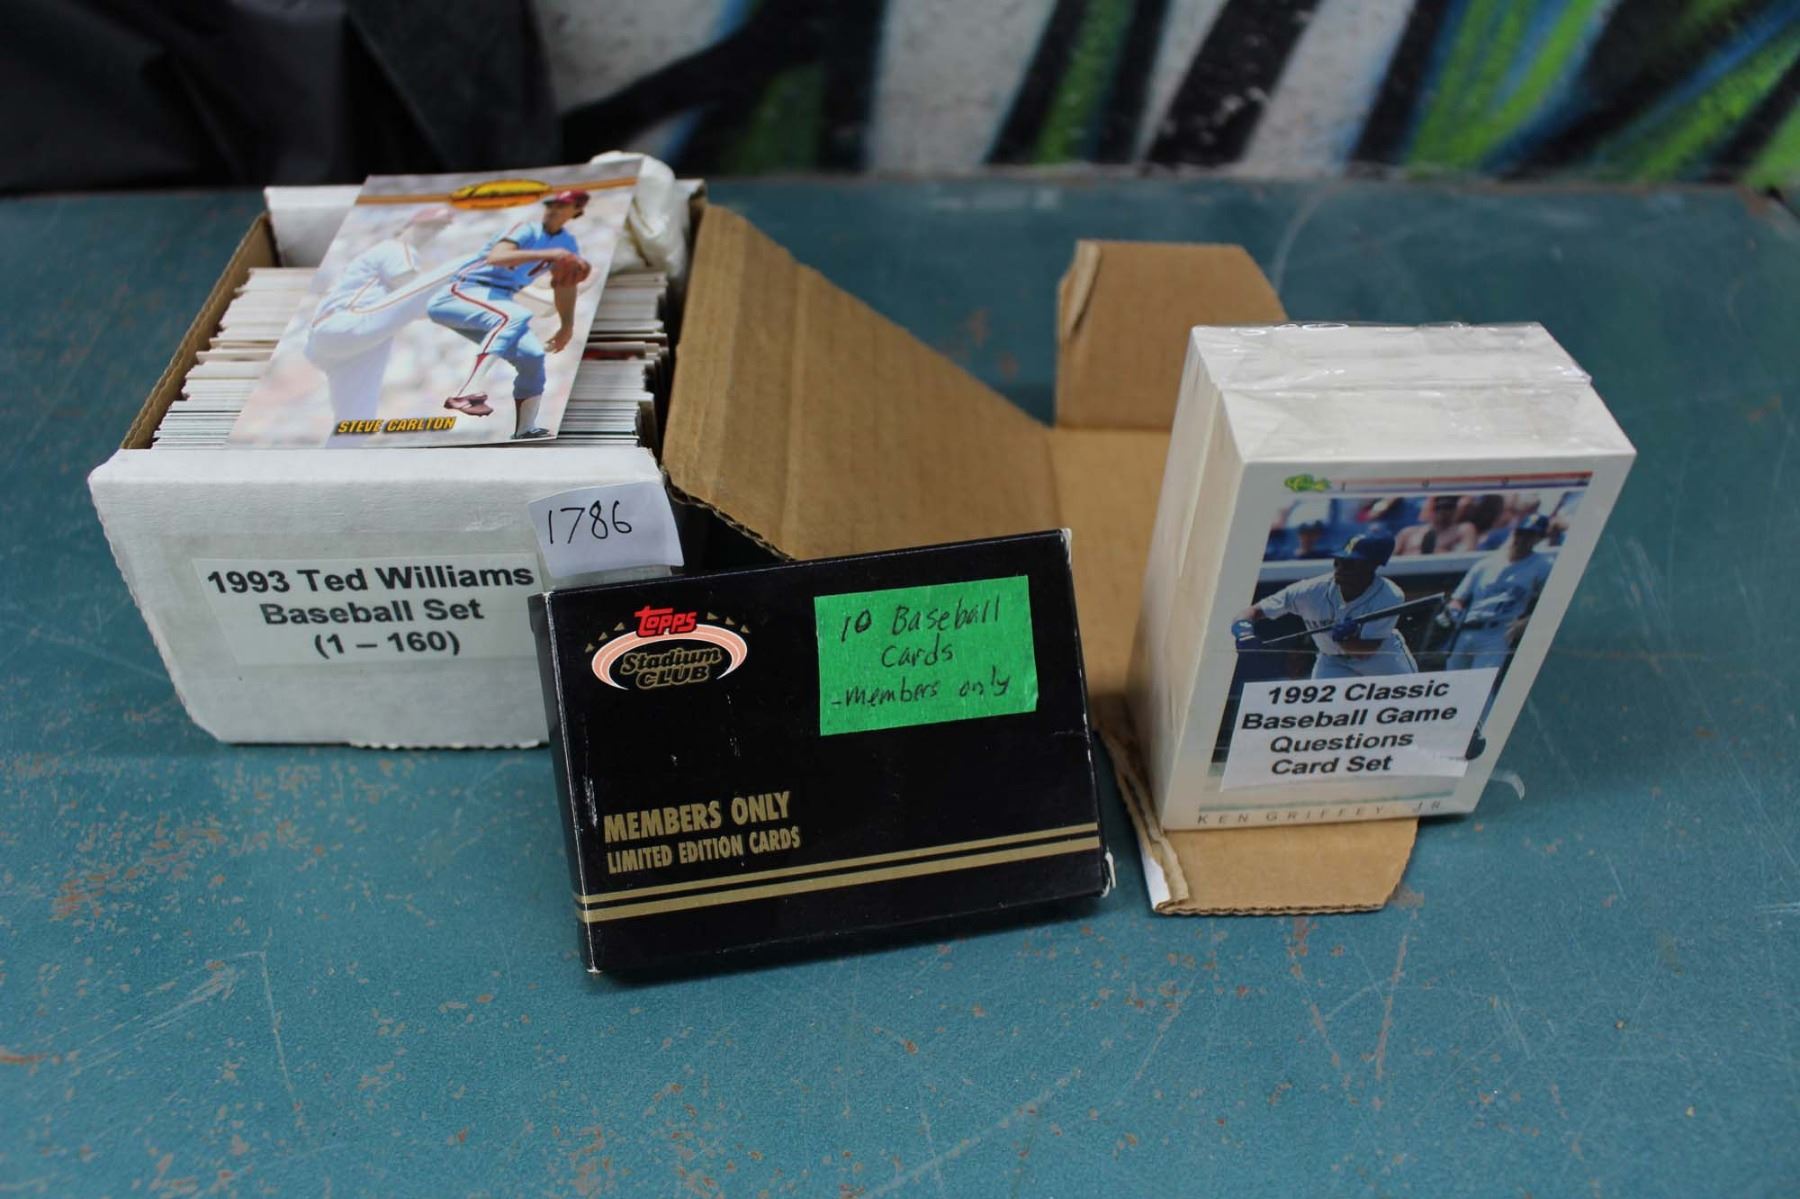 STEVE CARLTON
1786
1993 Ted Williams
Baseball Set
(1 – 160)
Topps
Stadium
CLUB
10 Baseball
Cards
- members only
MEMBERS ONLY
LIMITED EDITION CARDS
1992 Classic
Baseball Game
Questions
Card Set
KEN GRIFFEY JR